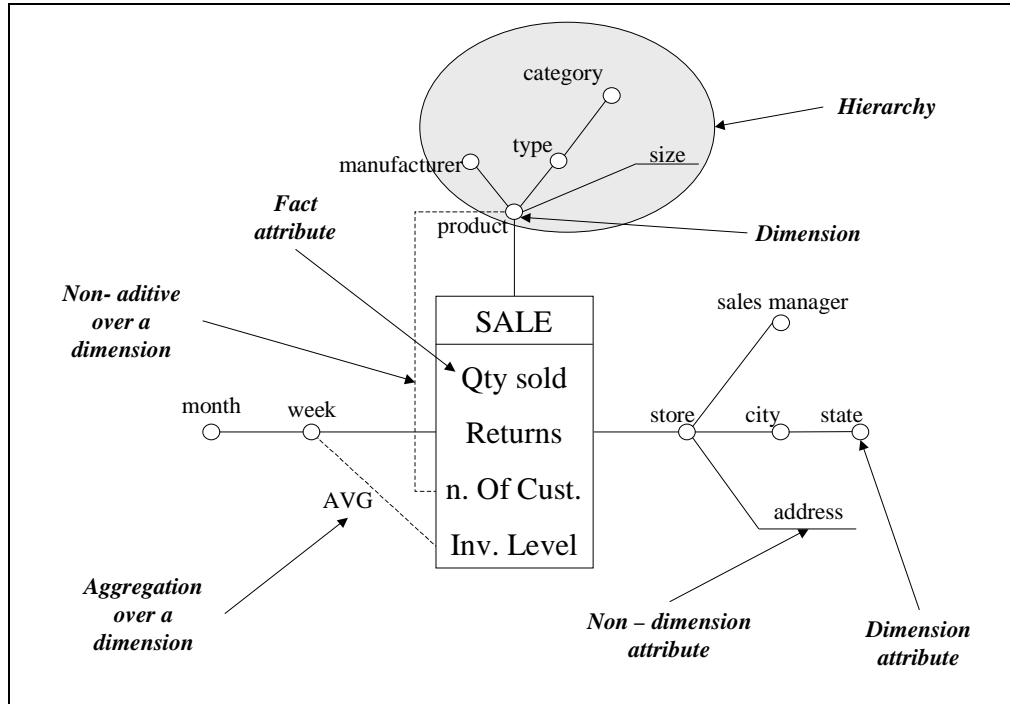 category
Hierarchy
type
size
manufacturer
Fact
attribute
product
Dimension
Non- aditive
over a
dimension
sales manager
SALE
Qty sold
month
week
store
city
state
Returns
AVG
n. Of Cust.
address
Inv. Level
Aggregation
over a
dimension
Non – dimension
attribute
Dimension
attribute